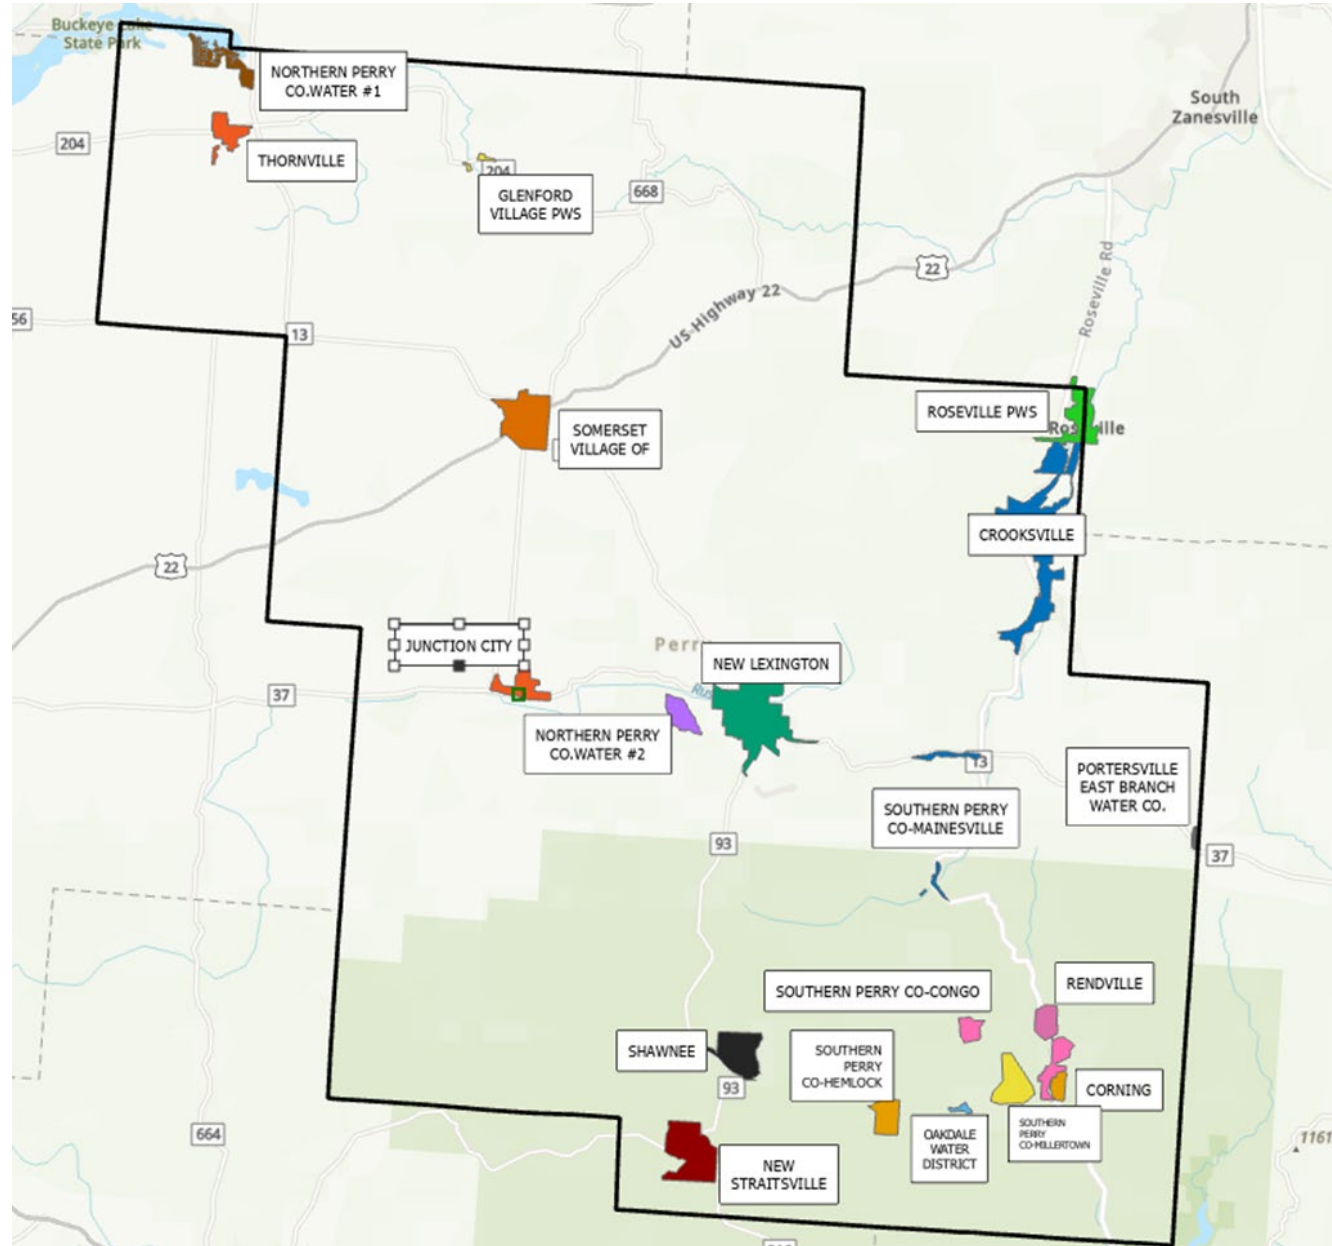 Buckeye Lake
State Park
NORTHERN PERRY
CO.WATER #1
South
Zanesville
204
THORNVILLE
204
GLENFORD
VILLAGE PWS
668
22
Roseville Rd
US Highway 22
56
13
ROSEVILLE PWS
Roseville
SOMERSET
VILLAGE OF
CROOKSVILLE
22
JUNCTION CITY
Perry
NEW LEXINGTON
37
Rus
NORTHERN PERRY
CO.WATER #2
13
PORTERSVILLE
EAST BRANCH
WATER CO.
SOUTHERN PERRY
CO-MAINESVILLE
93
37
SOUTHERN PERRY CO-CONGO
RENDVILLE
SHAWNEE
SOUTHERN
PERRY
CO-HEMLOCK
93
CORNING
664
OAKDALE
WATER
DISTRICT
SOUTHERN
PERRY
CO-MILLERTOWN
1161
NEW
STRAITSVILLE